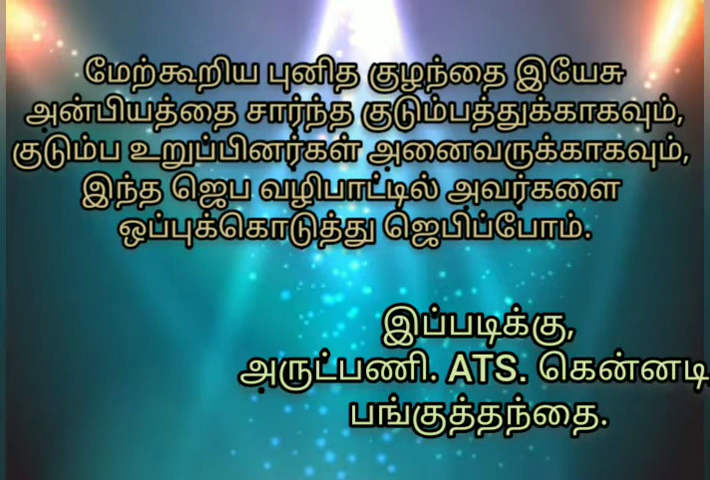 மேற்கூறிய புனித குழந்தை இயேசு
அன்பியத்தை சார்ந்த குடும்பத்துக்காகவும்,
குடும்ப உறுப்பினர்கள் அனைவருக்காகவும்,
இந்த ஜெப வழிபாட்டில் அவர்களை
ஒப்புக்கொடுத்து ஜெபிப்போம்.
இப்படிக்கு,
அருட்பணி. ATS. கென்னடி
பங்குத்தந்தை.